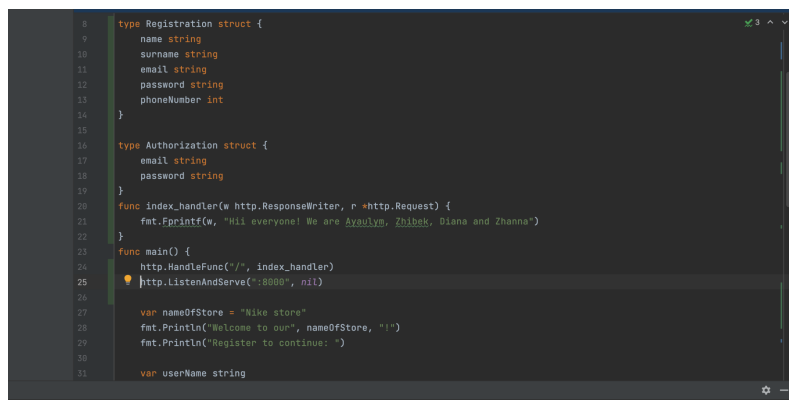 3
8 type Registration struct {
9 name string
10 surname string
11 email string
12 password string
13 phoneNumber int
14 }
15
16 type Authorization struct {
17 email string
18 password string
19 }
20 func index_handler(w http.ResponseWriter, r *http.Request) {
21 fmt.Fprintf(w, "Hii everyone! We are Ayaulym, Zhibek, Diana and Zhanna")
22 }
23 func main() {
24 http.HandleFunc("/", index_handler)
25 http.ListenAndServe(":8000", nil)
26
27 var nameOfStore = "Nike store"
28 fmt.Println("Welcome to our", nameOfStore, "!")
29 fmt.Println("Register to continue: ")
30
31 var userName string